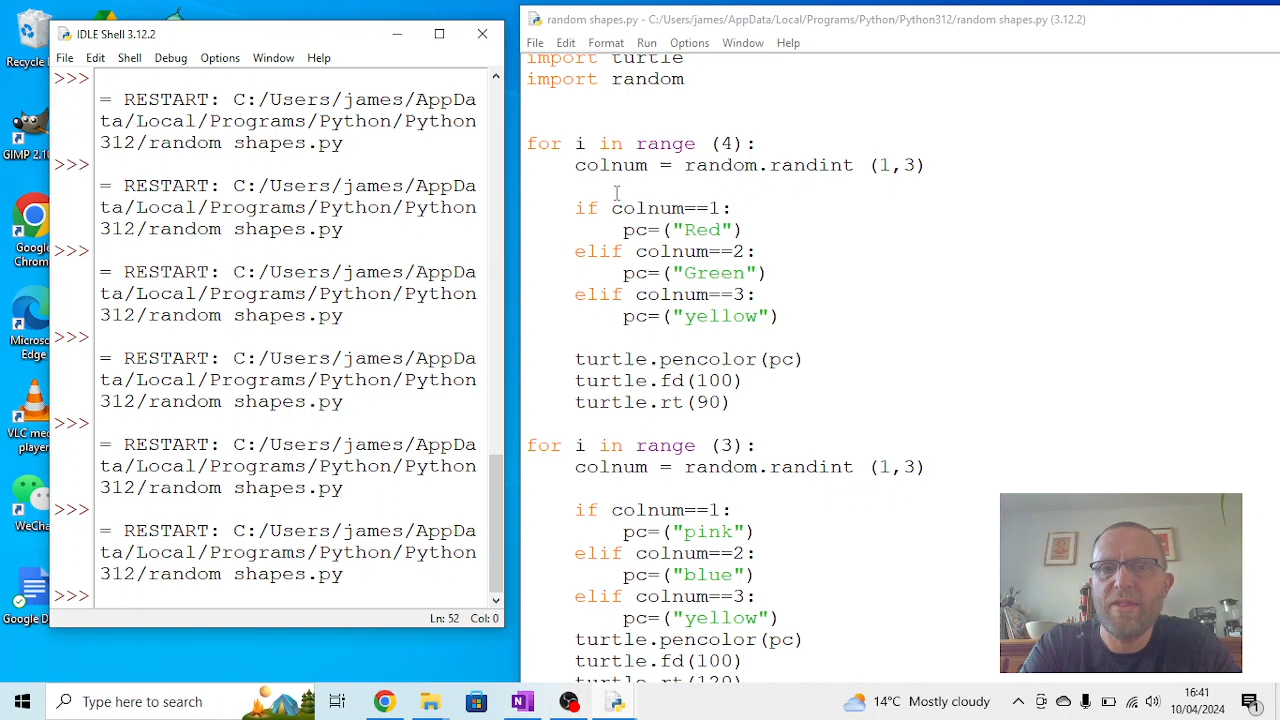 Recycle
GIMP 2.10
Google
Chrom
Microso
Edge
VLC med
player
WeCha
Google D
IDLE Shell 3.12.2
File Edit Shell Debug Options Window Help
>>>
= RESTART: C:/Users/james/AppDa
ta/Local/Programs/Python/Python
312/random shapes.py
>>>
= RESTART: C:/Users/james/AppDa
ta/Local/Programs/Python/Python
312/random shapes.py
>>>
= RESTART: C:/Users/james/AppDa
ta/Local/Programs/Python/Python
312/random shapes.py
>>>
= RESTART: C:/Users/james/AppDa
ta/Local/Programs/Python/Python
312/random shapes.py
>>>
= RESTART: C:/Users/james/AppDa
ta/Local/Programs/Python/Python
312/random shapes.py
>>>
= RESTART: C:/Users/james/AppDa
ta/Local/Programs/Python/Python
312/random shapes.py
>>>
Ln: 52 Col: 0
random shapes.py - C:/Users/james/AppData/Local/Programs/Python/Python312/random shapes.py (3.12.2)
File Edit Format Run Options Window Help
import turtle
import random
for i in range (4):
colnum = random.randint (1,3)
if colnum==1:
pc=("Red")
elif colnum==2:
pc=("Green")
elif colnum==3:
pc=("yellow")
turtle.pencolor(pc)
turtle.fd(100)
turtle.rt(90)
for i in range (3):
colnum = random.randint (1,3)
if colnum==1:
pc=("pink")
elif colnum==2:
pc=("blue")
elif colnum==3:
pc=("yellow")
turtle.pencolor(pc)
turtle.fd(100)
turtle.rt(120)
Type here to search
14°C Mostly cloudy
6:41
10/04/2024